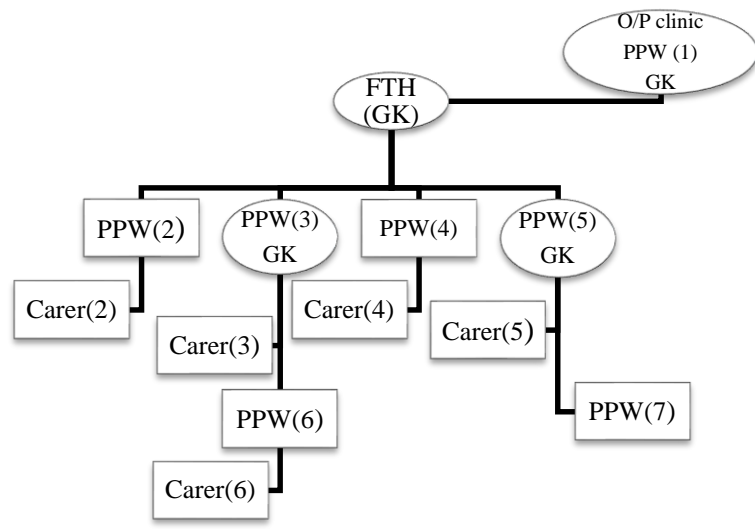 O/P clinic
PPW (1)
GK
FTH
(GK)
PPW(2)
PPW(3)
GK
PPW(4)
PPW(5)
GK
Carer(2)
Carer(4)
Carer(5)
Carer(3)
PPW(6)
PPW(7)
Carer(6)